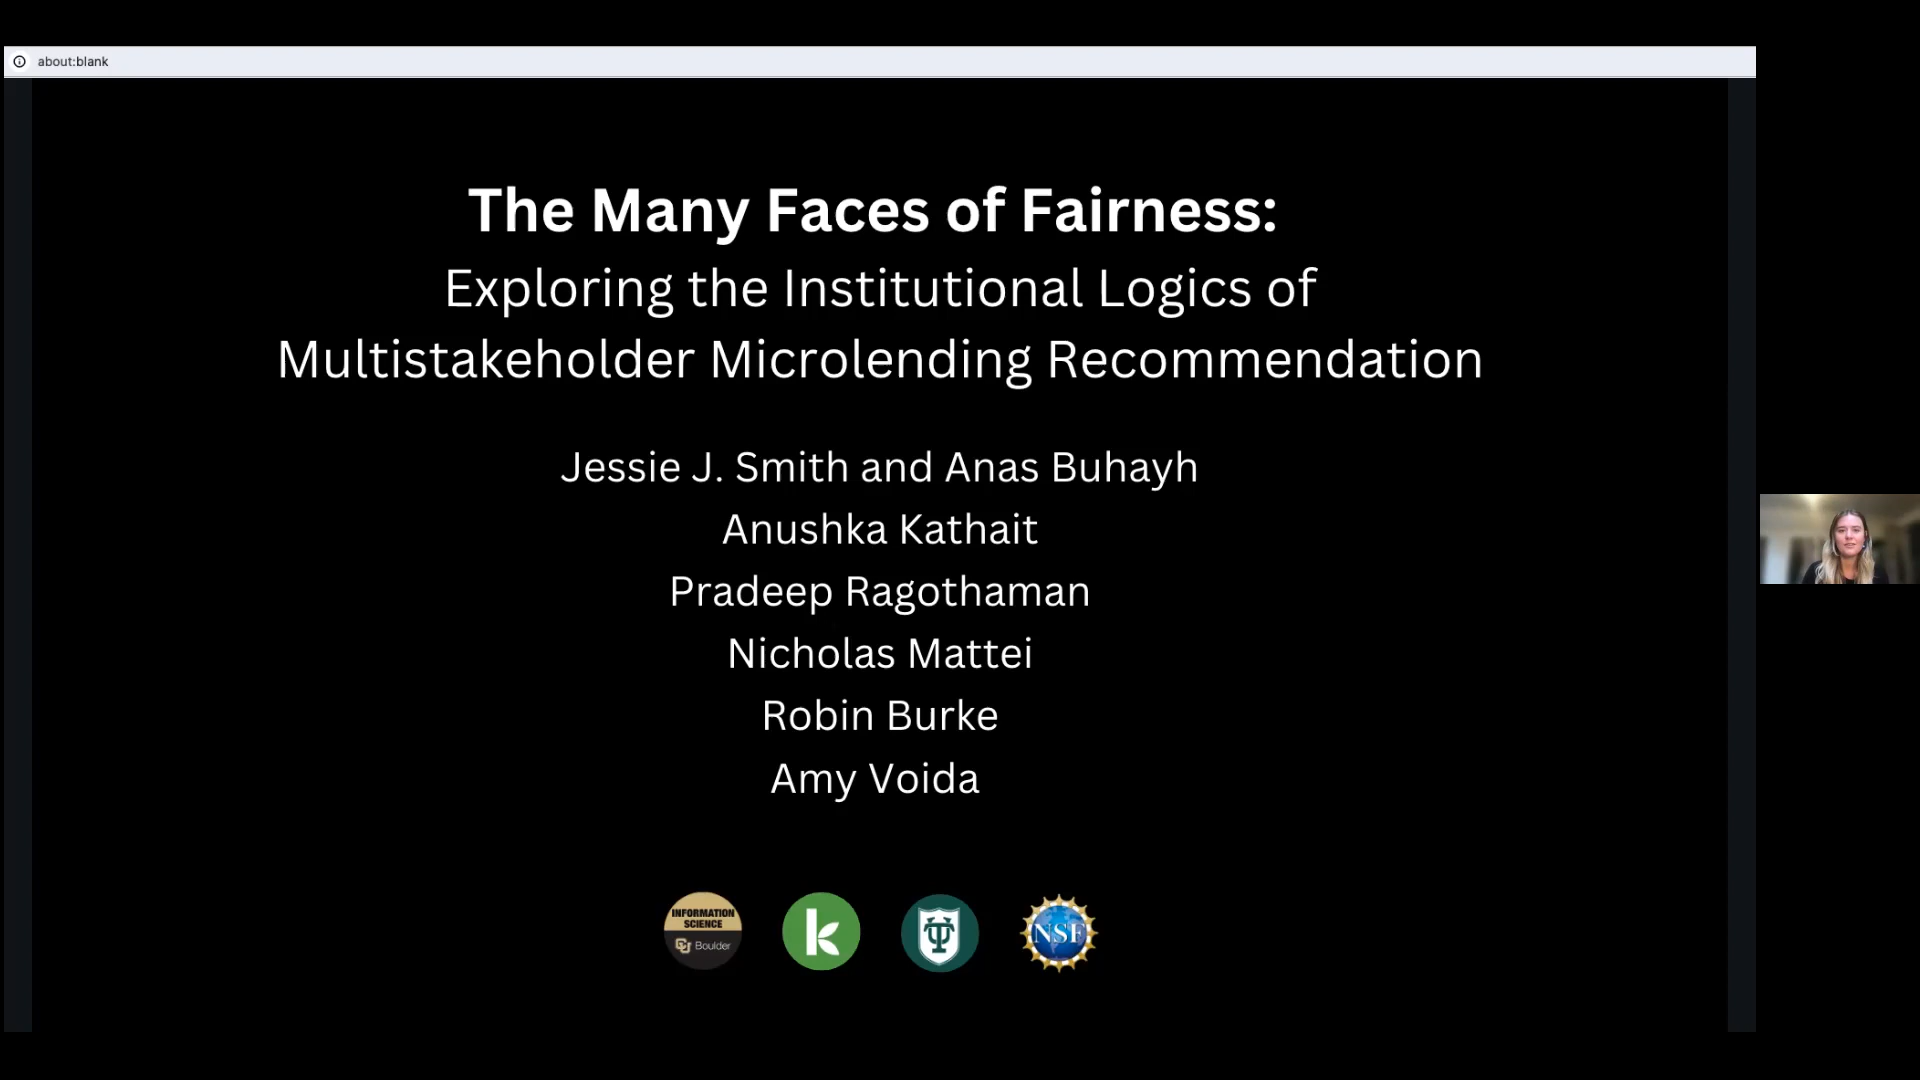 about:blank
The Many Faces of Fairness:
Exploring the Institutional Logics of
Multistakeholder Microlending Recommendation
Jessie J. Smith and Anas Buhayh
Anushka Kathait
Pradeep Ragothaman
Nicholas Mattei
Robin Burke
Amy Voida
INFORMATION
SCIENCE
CU Boulder
k
NSF